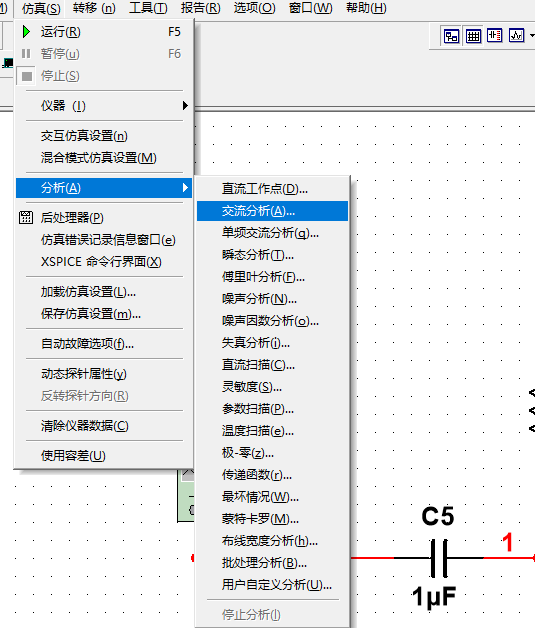 仿真(S) 转移 (n) 工具(T) 报告(R) 选项(O) 窗口(W) 帮助(H)
运行(R) F5
暂停(u) F6
停止(S)
仪器 (I)
交互仿真设置(n)
混合模式仿真设置(M)
分析(A)
后处理器(P)
仿真错误记录信息窗口(e)
XSPICE 命令行界面(X)
加载仿真设置(L)...
保存仿真设置(m)...
自动故障选项(f)...
动态探针属性(y)
反转探针方向(R)
清除仪器数据(C)
使用容差(U)
直流工作点(D)...
交流分析(A)...
单频交流分析(q)...
瞬态分析(T)...
傅里叶分析(F)...
噪声分析(N)...
噪声因数分析(o)...
失真分析(i)...
直流扫描(C)...
灵敏度(S)...
参数扫描(P)...
温度扫描(e)...
极-零(z)...
传递函数(r)...
最坏情况(W)...
蒙特卡罗(M)...
布线宽度分析(h)...
批处理分析(B)...
用户自定义分析(U)...
停止分析(l)
C5
1
1µF